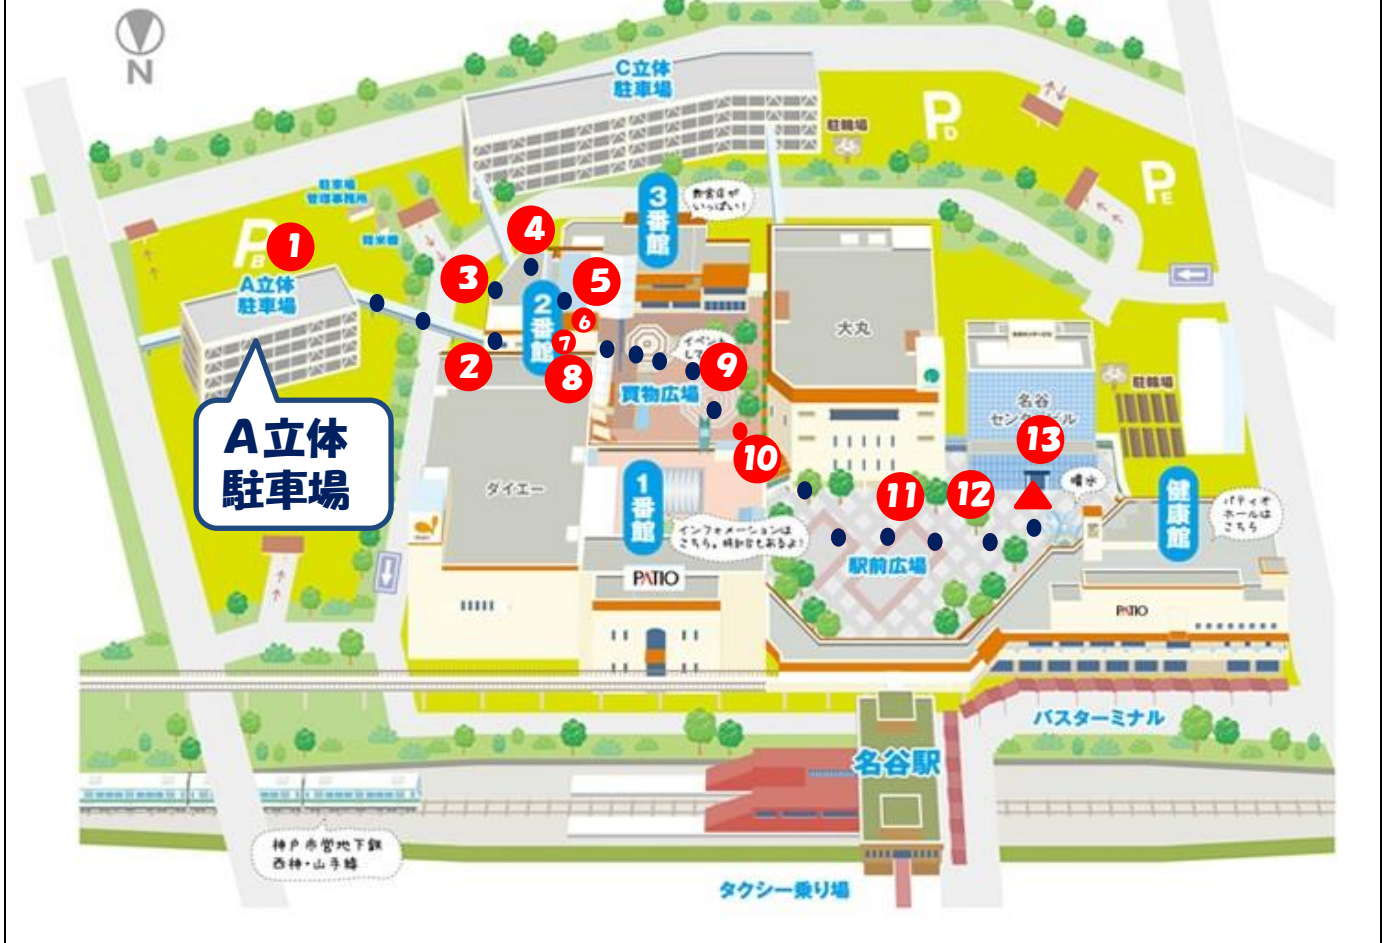 N
C立体
駐車場
駐輪場
P
D
P
E
駐車場
管理事務所
精米機
3番館
飲食店が
いっぱい!
P
B
1
A立体
駐車場
4
3
5
2番館
6
7
2
8
イベント
して
9
買物広場
大丸
名谷
センタービル
駐輪場
A立体
駐車場
10
13
ダイエー
1番館
11
12
噴水
健康館
パティオ
ホールは
こちら
インフォメーションは
こちら。時計台もあるよ!
駅前広場
PATIO
PATIO
バスターミナル
名谷駅
神戸市営地下鉄
西神・山手線
タクシー乗り場